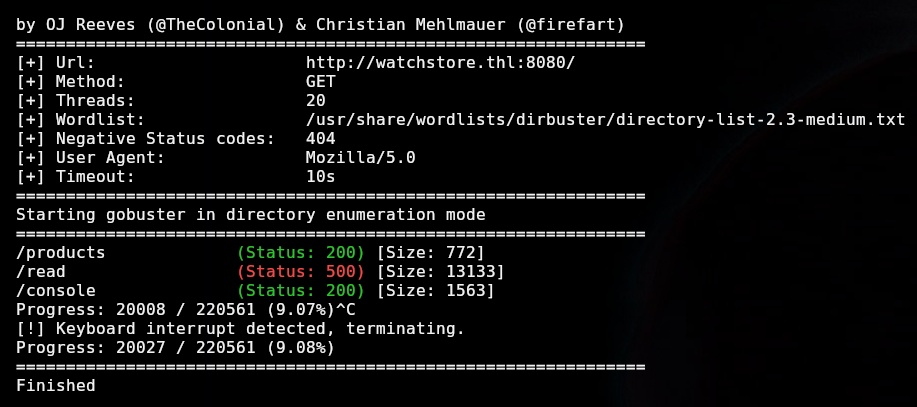 by OJ Reeves (@TheColonial) & Christian Mehlmauer (@firefart)
===============================================================
[+] Url:                     http://watchstore.thl:8080/
[+] Method:                  GET
[+] Threads:                 20
[+] Wordlist:                /usr/share/wordlists/dirbuster/directory-list-2.3-medium.txt
[+] Negative Status codes:   404
[+] User Agent:              Mozilla/5.0
[+] Timeout:                 10s
===============================================================
Starting gobuster in directory enumeration mode
===============================================================
/products             (Status: 200) [Size: 772]
/read                 (Status: 500) [Size: 13133]
/console              (Status: 200) [Size: 1563]
Progress: 20008 / 220561 (9.07%)^C
[!] Keyboard interrupt detected, terminating.
Progress: 20027 / 220561 (9.08%)
===============================================================
Finished